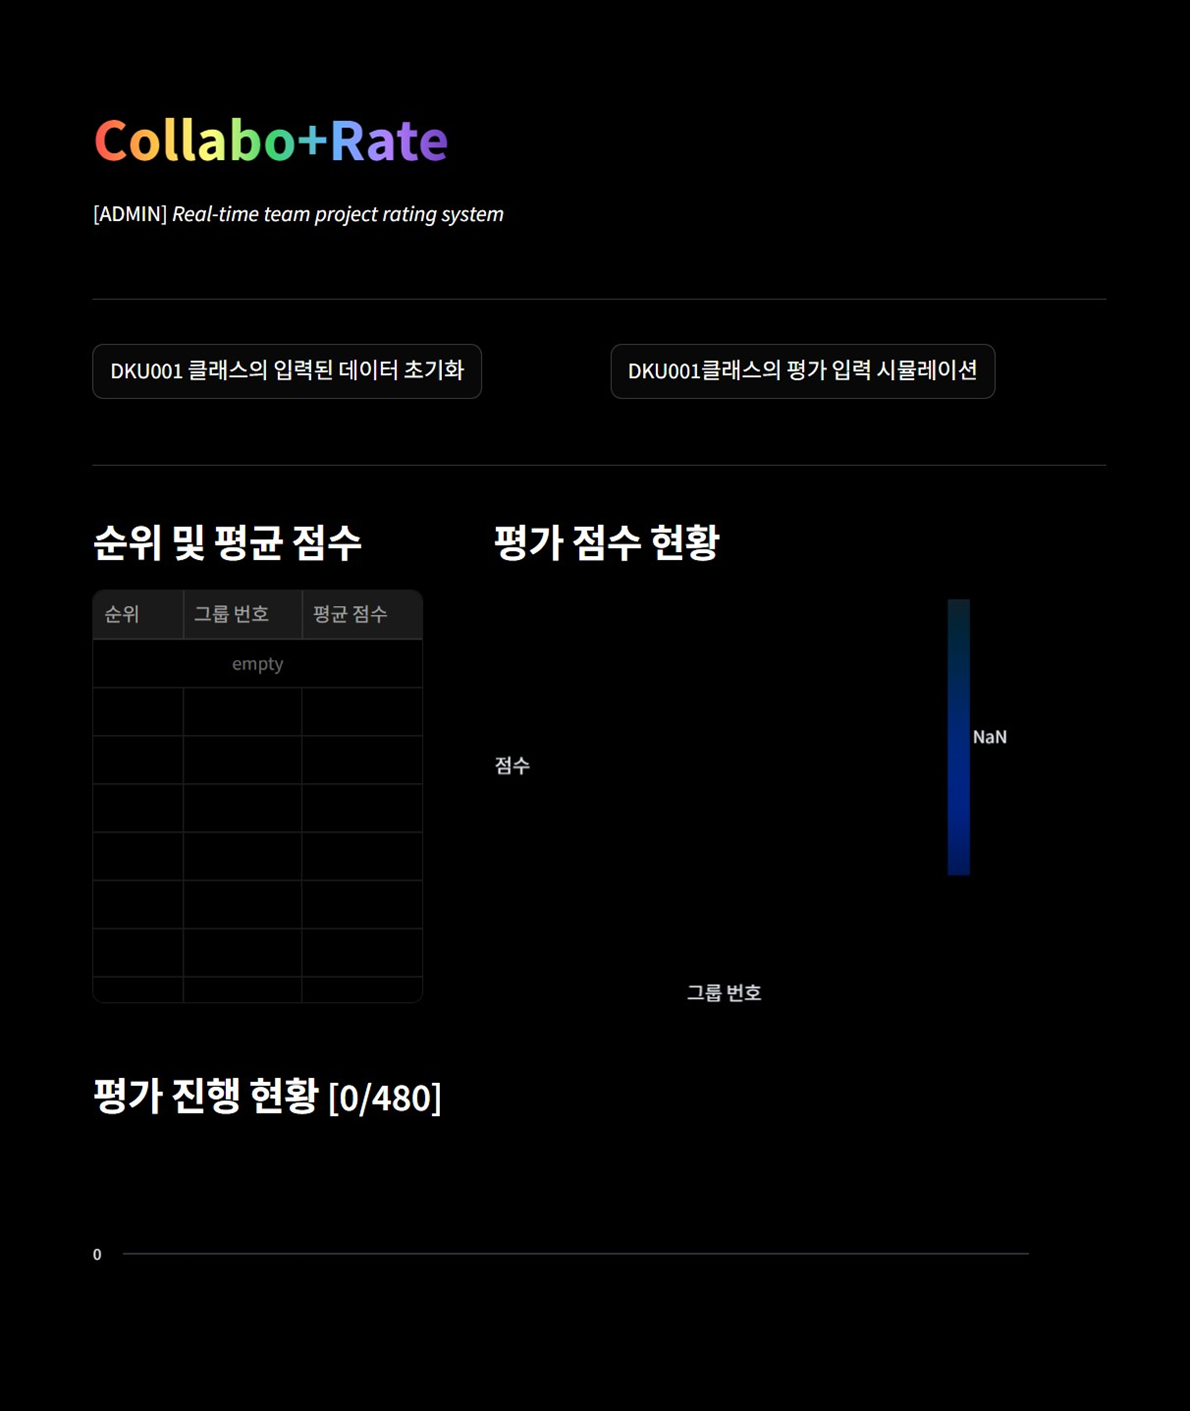 Collabo+Rate
[ADMIN] Real-time team project rating system
DKU001 클래스의 입력된 데이터 초기화
DKU001클래스의 평가 입력 시뮬레이션
순위 및 평균 점수
평가 점수 현황
순위 그룹 번호 평균 점수
empty
NaN
점수
그룹 번호
평가 진행 현황 [0/480]
0